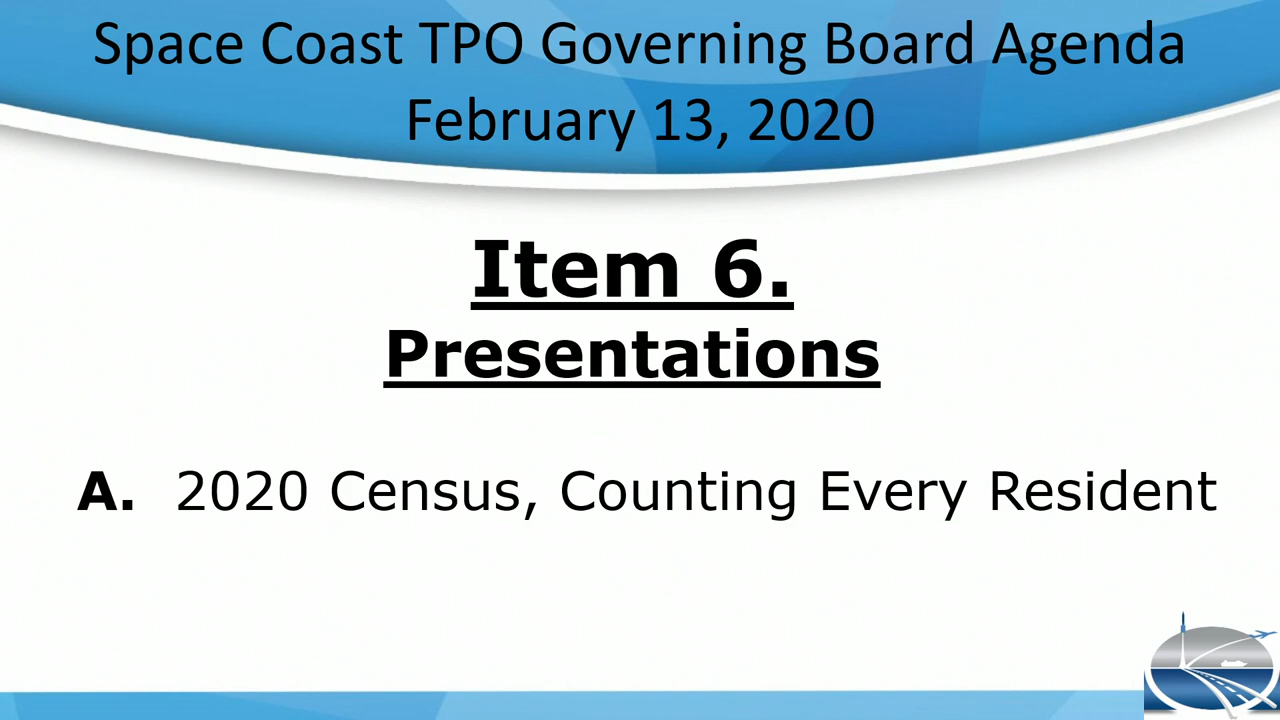 Space Coast TPO Governing Board Agenda
February 13, 2020
Item 6.
Presentations
A. 2020 Census, Counting Every Resident